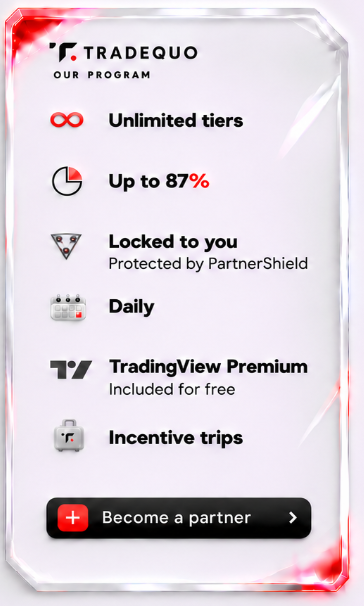 TRADEQUO
OUR PROGRAM
Unlimited tiers
Up to 87%
Locked to you
Protected by PartnerShield
Daily
TradingView Premium
Included for free
Incentive trips
Become a partner